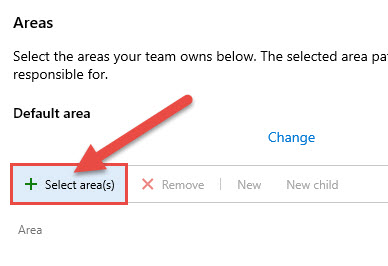 Areas
Select the areas your team owns below. The selected area pa
responsible for.
Default area
Change
Select area(s) Remove New New child
Area